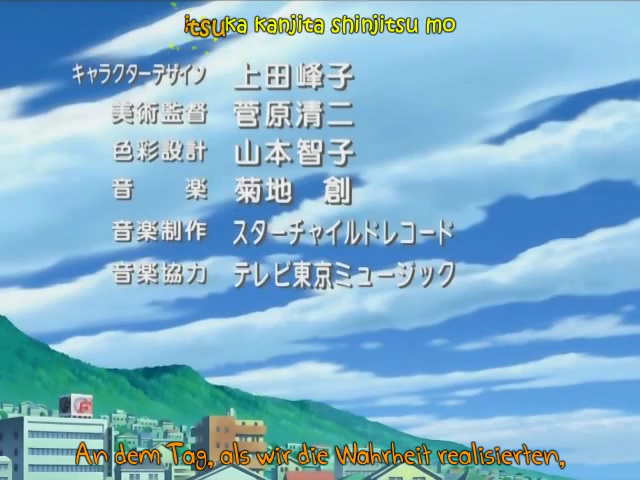 itsuka kanjita shinjitsu mo
キャラクターデザイン 上田峰子
美術監督 菅原清二
色彩設計 山本智子
音 楽 菊地 創
音楽制作 スターチャイルドレコード
音楽協力 テレビ東京ミュージック
An dem Tag, als wir die Wahrheit realisierten,